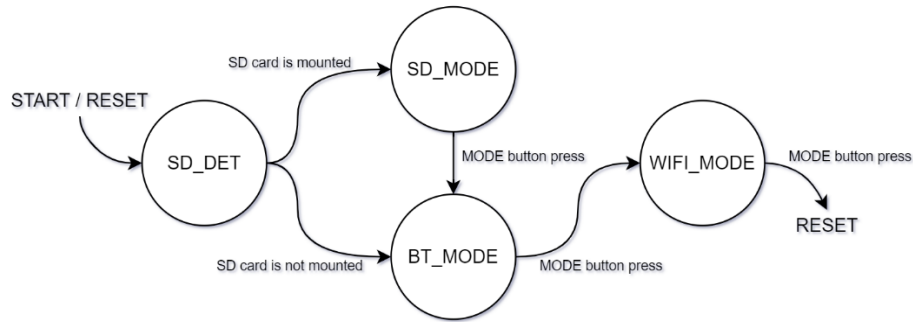 SD card is mounted
SD_MODE
START / RESET
SD_DET
MODE button press
WIFI_MODE
MODE button press
RESET
SD card is not mounted
BT_MODE
MODE button press